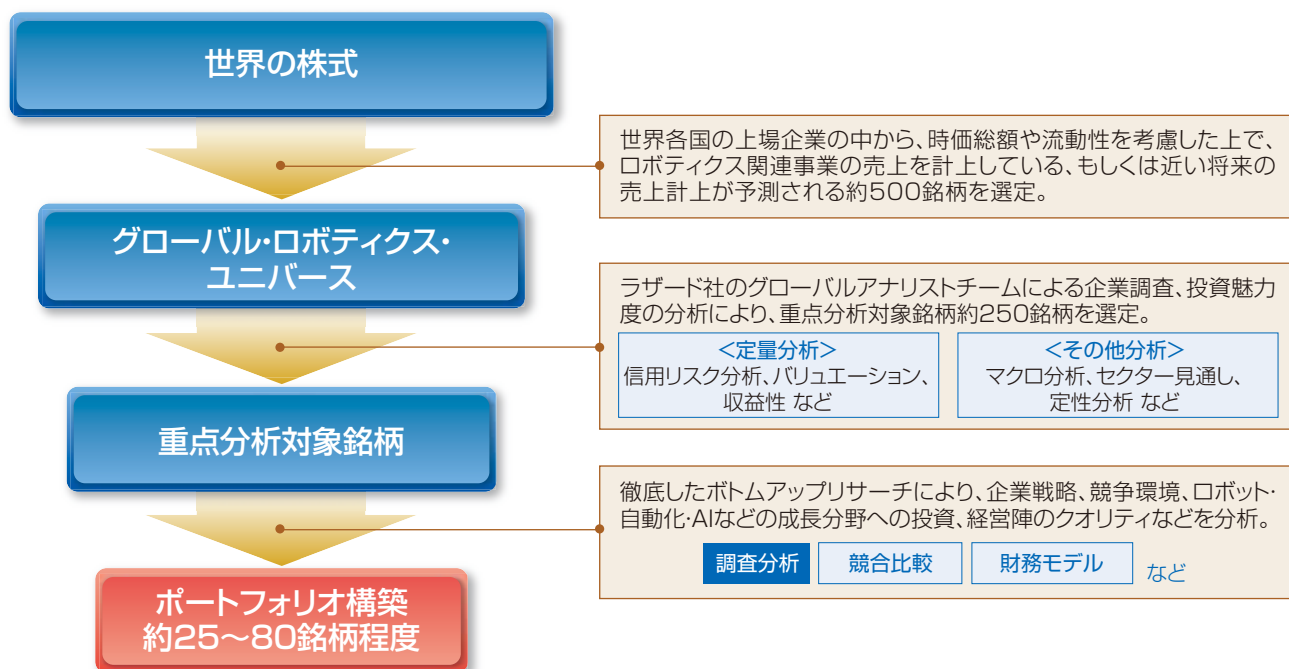 世界の株式
世界各国の上場企業の中から、時価総額や流動性を考慮した上で、
ロボティクス関連事業の売上を計上している、もしくは近い将来の
売上計上が予測される約500銘柄を選定。
グローバル・ロボティクス・
ユニバース
ラザード社のグローバルアナリストチームによる企業調査、投資魅力
度の分析により、重点分析対象銘柄約250銘柄を選定。
<定量分析>
信用リスク分析、バリュエーション、
収益性 など
<その他分析>
マクロ分析、セクター見通し、
定性分析 など
重点分析対象銘柄
徹底したボトムアップリサーチにより、企業戦略、競争環境、ロボット・
自動化・AIなどの成長分野への投資、経営陣のクオリティなどを分析。
調査分析
競合比較
財務モデル
など
ポートフォリオ構築
約25~80銘柄程度